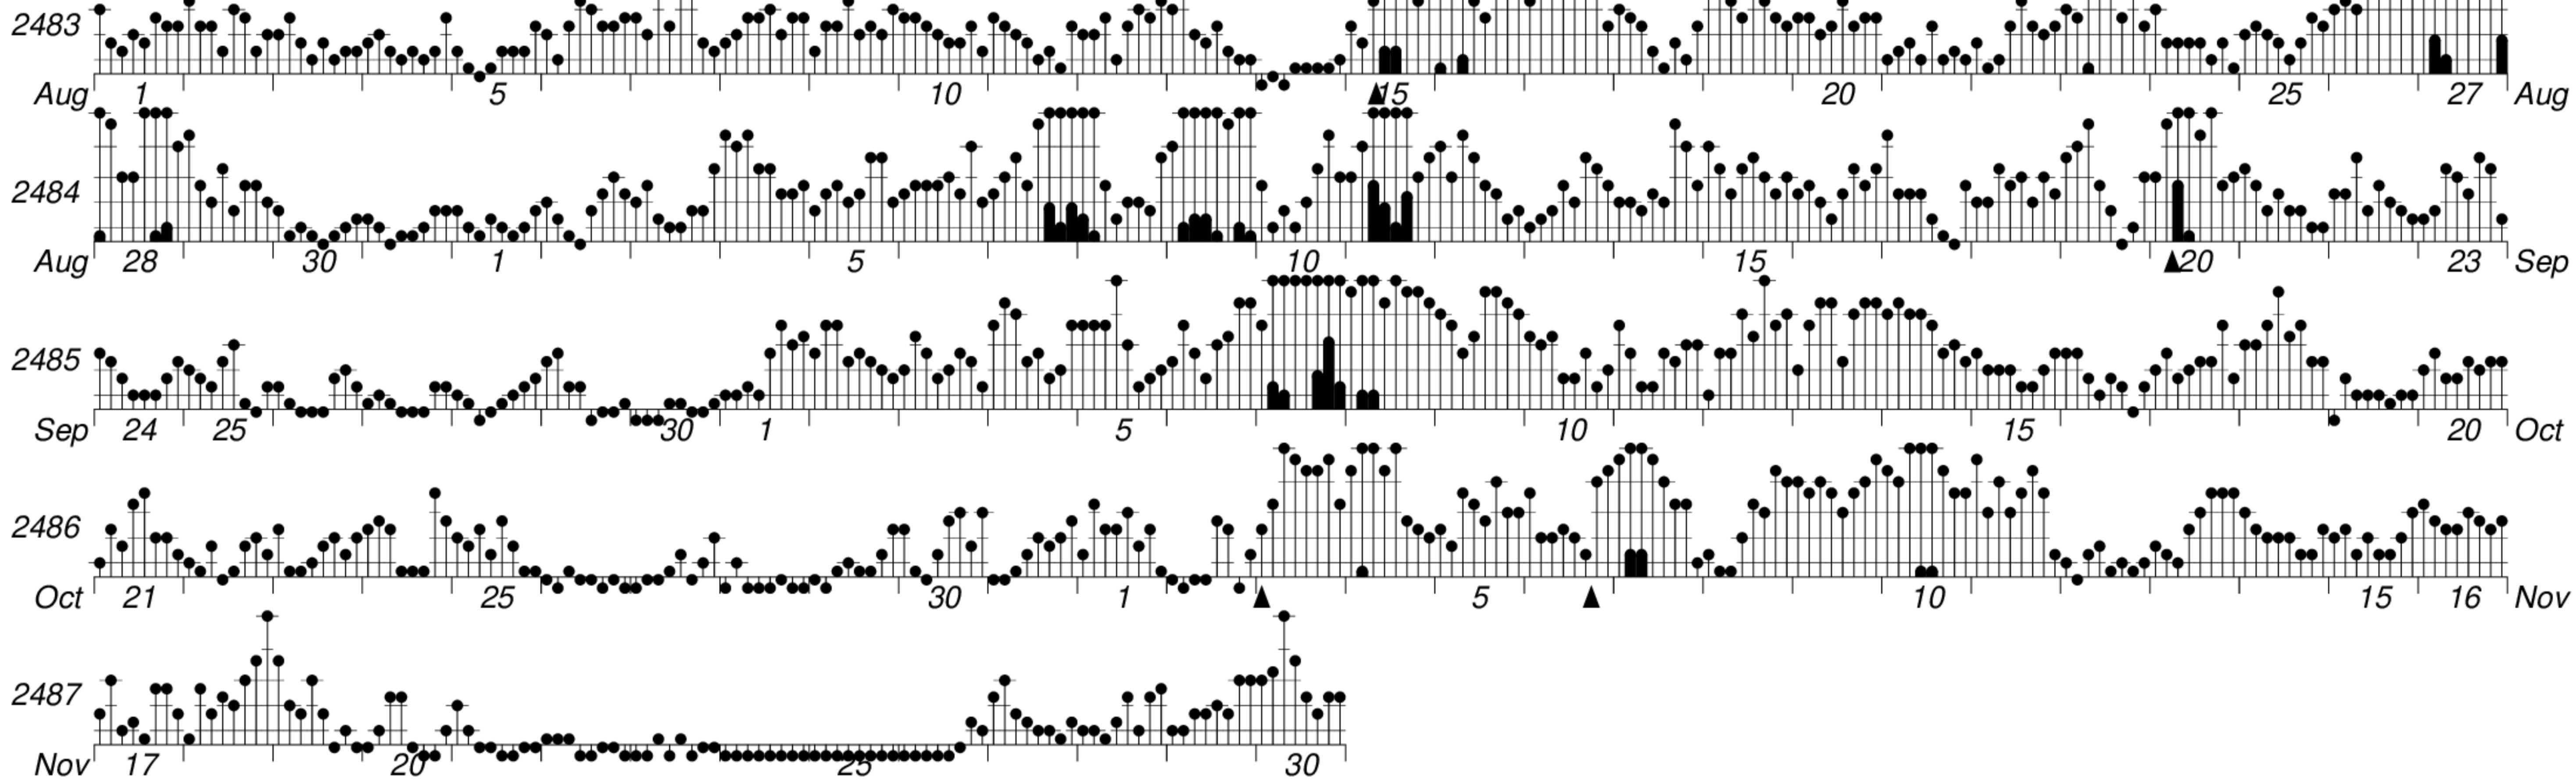 2483
Aug 1 5 10 15 20 25 27 Aug
2484
Aug 28 30 1 5 10 15 20 23 Sep
2485
Sep 24 25 30 1 5 10 15 20 Oct
2486
Oct 21 25 30 1 5 10 15 16 Nov
2487
Nov 17 20 25 30